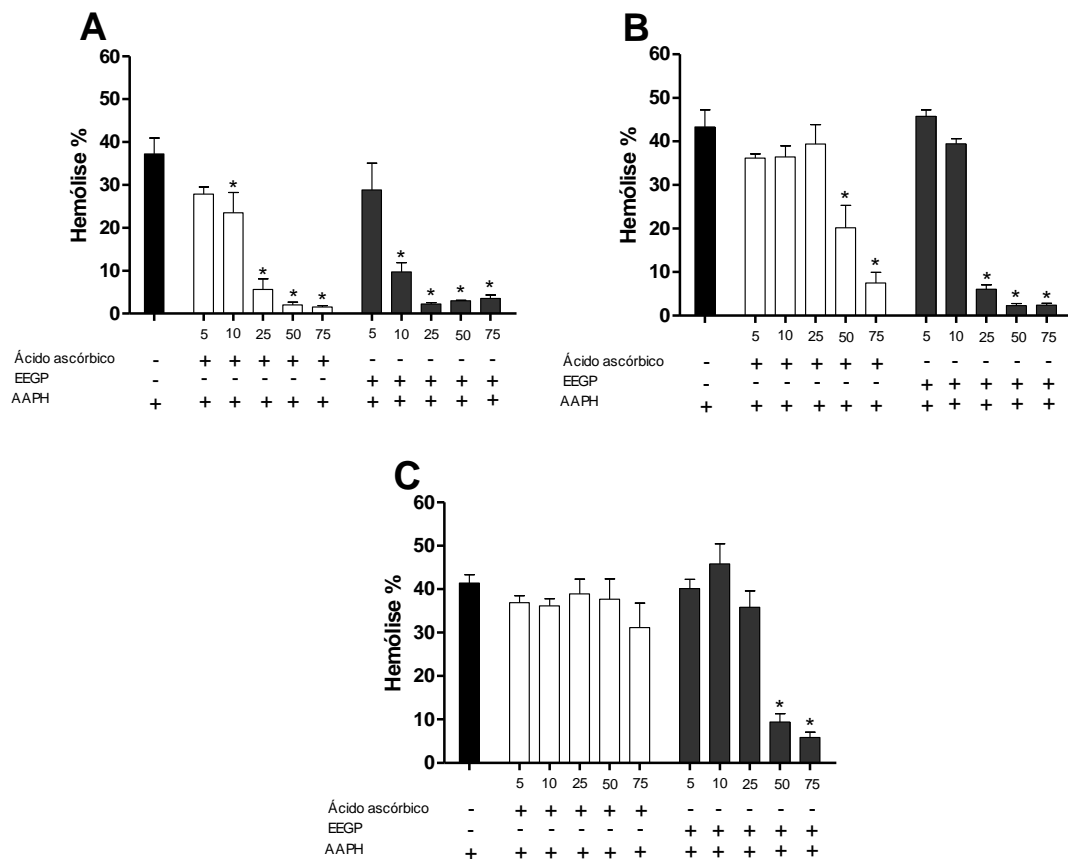 A
Hemólise %
60
50
40
30
20
10
0
* * * * * * * *
5 10 25 50 75 5 10 25 50 75
Ácido ascórbico - + + + + + - - - - -
EEGP - - - - - - + + + + +
AAPH + + + + + + + + + + +
B
Hemólise %
60
50
40
30
20
10
0
* * * * *
5 10 25 50 75 5 10 25 50 75
Ácido ascórbico - + + + + + - - - - -
EEGP - - - - - - + + + + +
AAPH + + + + + + + + + + +
C
Hemólise %
60
50
40
30
20
10
0
* *
5 10 25 50 75 5 10 25 50 75
Ácido ascórbico - + + + + + - - - - -
EEGP - - - - - - + + + + +
AAPH + + + + + + + + + + +